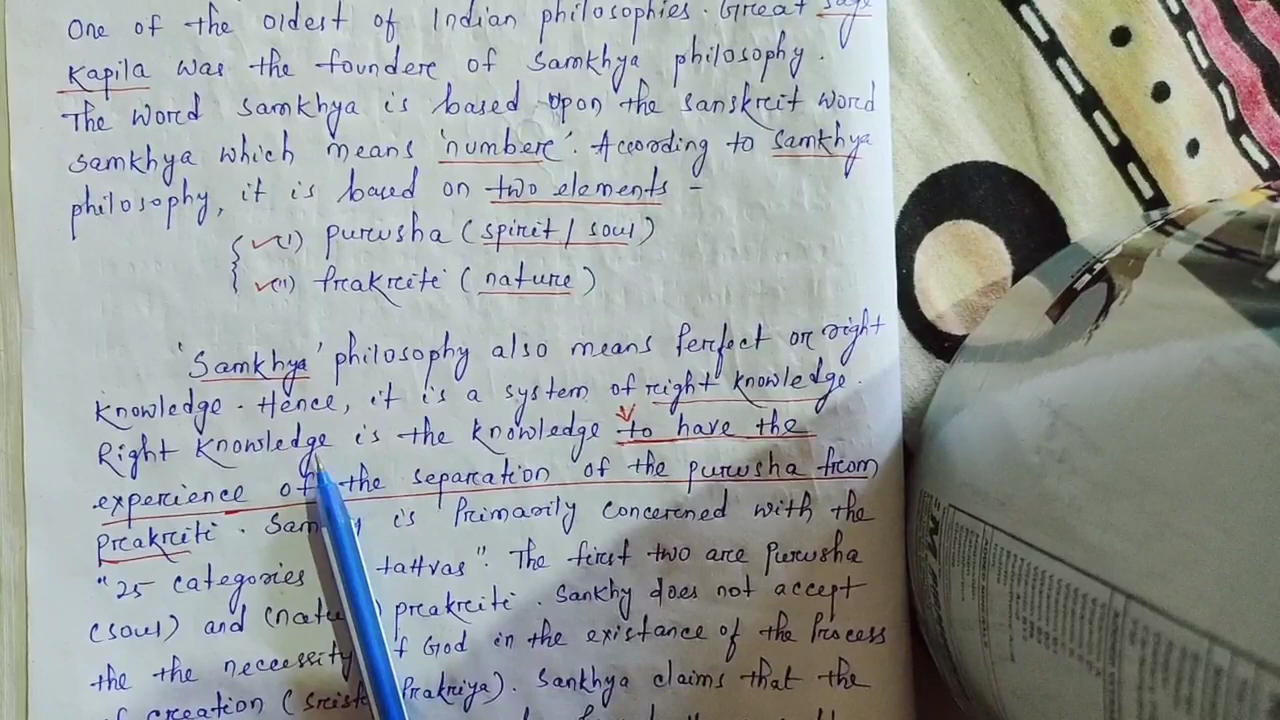 One of the oldest of Indian philosophies. Great sage
Kapila was the founder of Samkhya philosophy.
The word samkhya is based upon the sanskrit word
samkhya which means 'number'. According to samkhya
philosophy, it is based on two elements -
(i) purusha (spirit/soul)
(ii) Prakriti (nature)
'Samkhya' philosophy also means Perfect or right
Knowledge. Hence, it is a system of right knowledge.
Right Knowledge is the knowledge to have the
experience of the separation of the purusha from
prakriti. is Primarily concerned with the
"25 categories tattvas". The first two are Purusha
(soul) and prakriti. Sankhy does not accept
the the necessity God in the existance of the Process
of creation ( Prakriya). Sankhya claims that the